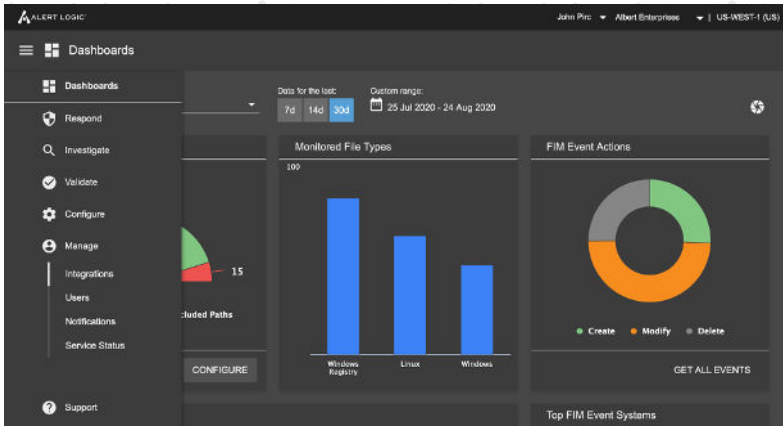 ALERT LOGIC®
John Pirc Albert Enterprises | US-WEST-1 (US)
Dashboards
Dashboards
Respond
Investigate
Validate
Configure
Manage
Integrations
Users
Notifications
Service Status
Support
Data for the last:
7d 14d 30d
Custom range:
25 Jul 2020 - 24 Aug 2020
15
cluded Paths
CONFIGURE
Monitored File Types
100
Windows Registry
Linux
Windows
FIM Event Actions
Create Modify Delete
GET ALL EVENTS
Top FIM Event Systems